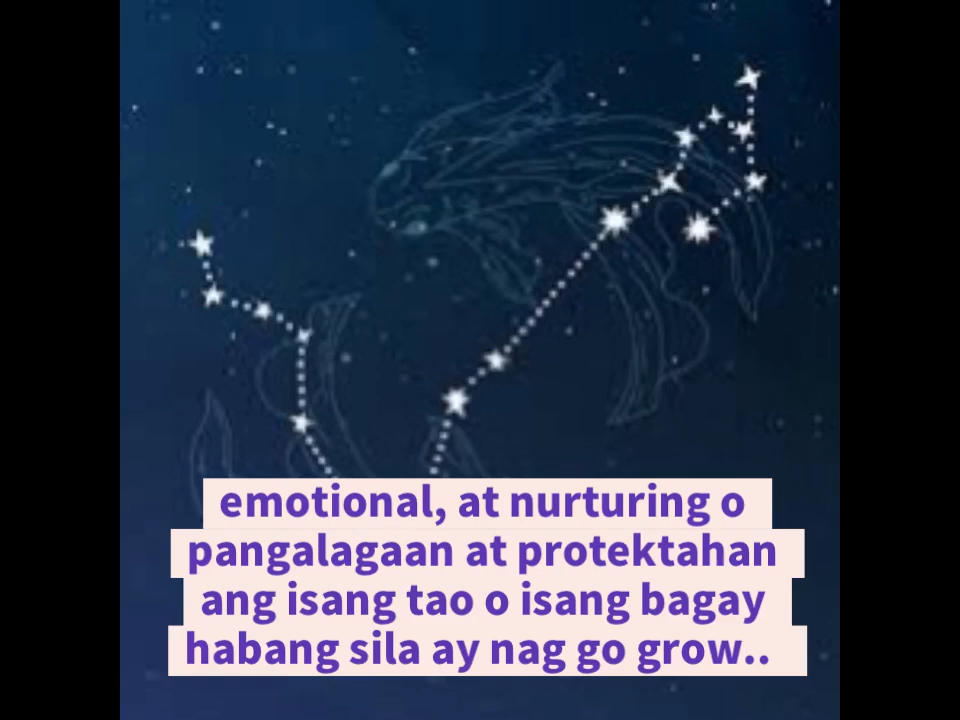 emotional, at nurturing o
pangalagaan at protektahan
ang isang tao o isang bagay
habang sila ay nag go grow..